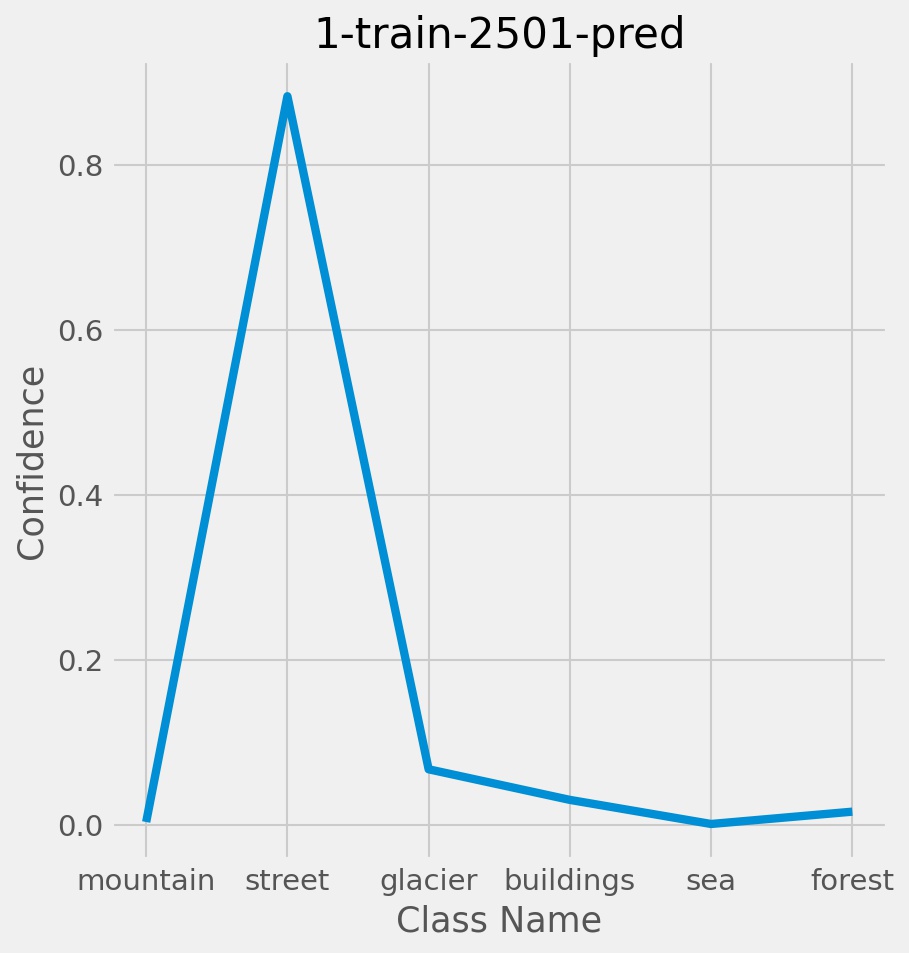 1-train-2501-pred
0.8
0.6
0.4
0.2
0.0
Confidence
mountain street glacier buildings sea forest
Class Name